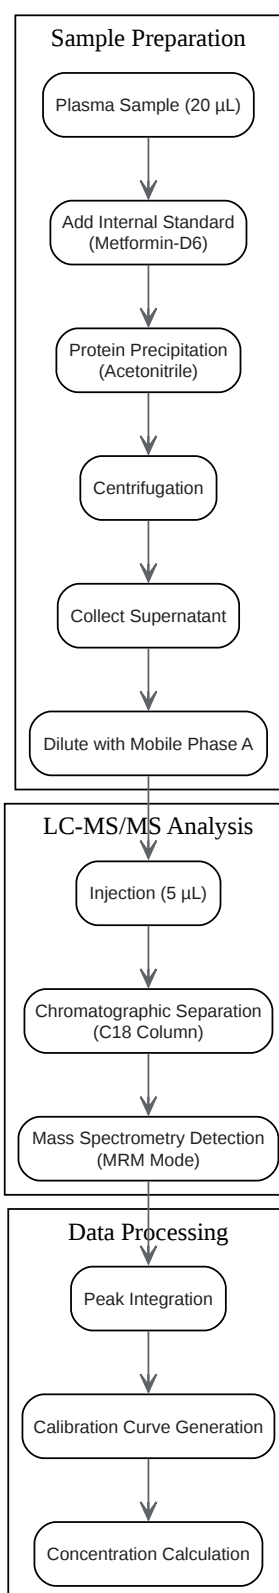 Sample Preparation
Plasma Sample (20 µL)
Add Internal Standard
(Metformin-D6)
Protein Precipitation
(Acetonitrile)
Centrifugation
Collect Supernatant
Dilute with Mobile Phase A
LC-MS/MS Analysis
Injection (5 µL)
Chromatographic Separation
(C18 Column)
Mass Spectrometry Detection
(MRM Mode)
Data Processing
Peak Integration
Calibration Curve Generation
Concentration Calculation